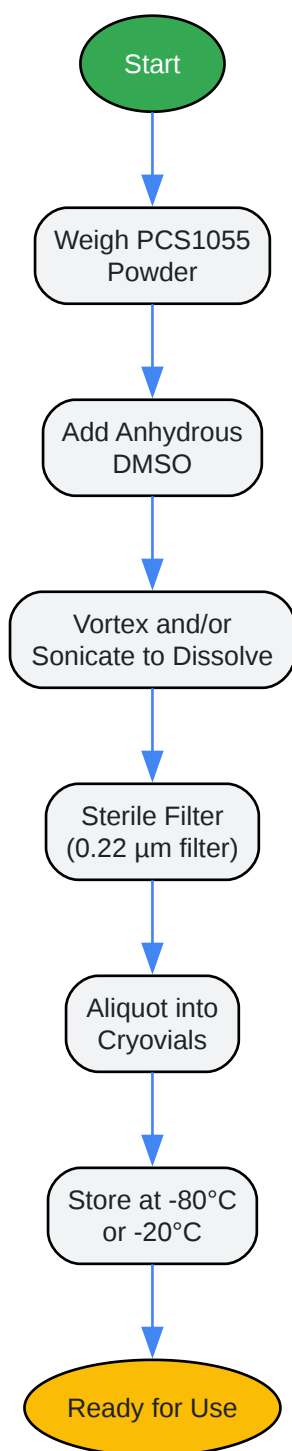 Start
Weigh PCS1055
Powder
Add Anhydrous
DMSO
Vortex and/or
Sonicate to Dissolve
Sterile Filter
(0.22 µm filter)
Aliquot into
Cryovials
Store at -80°C
or -20°C
Ready for Use